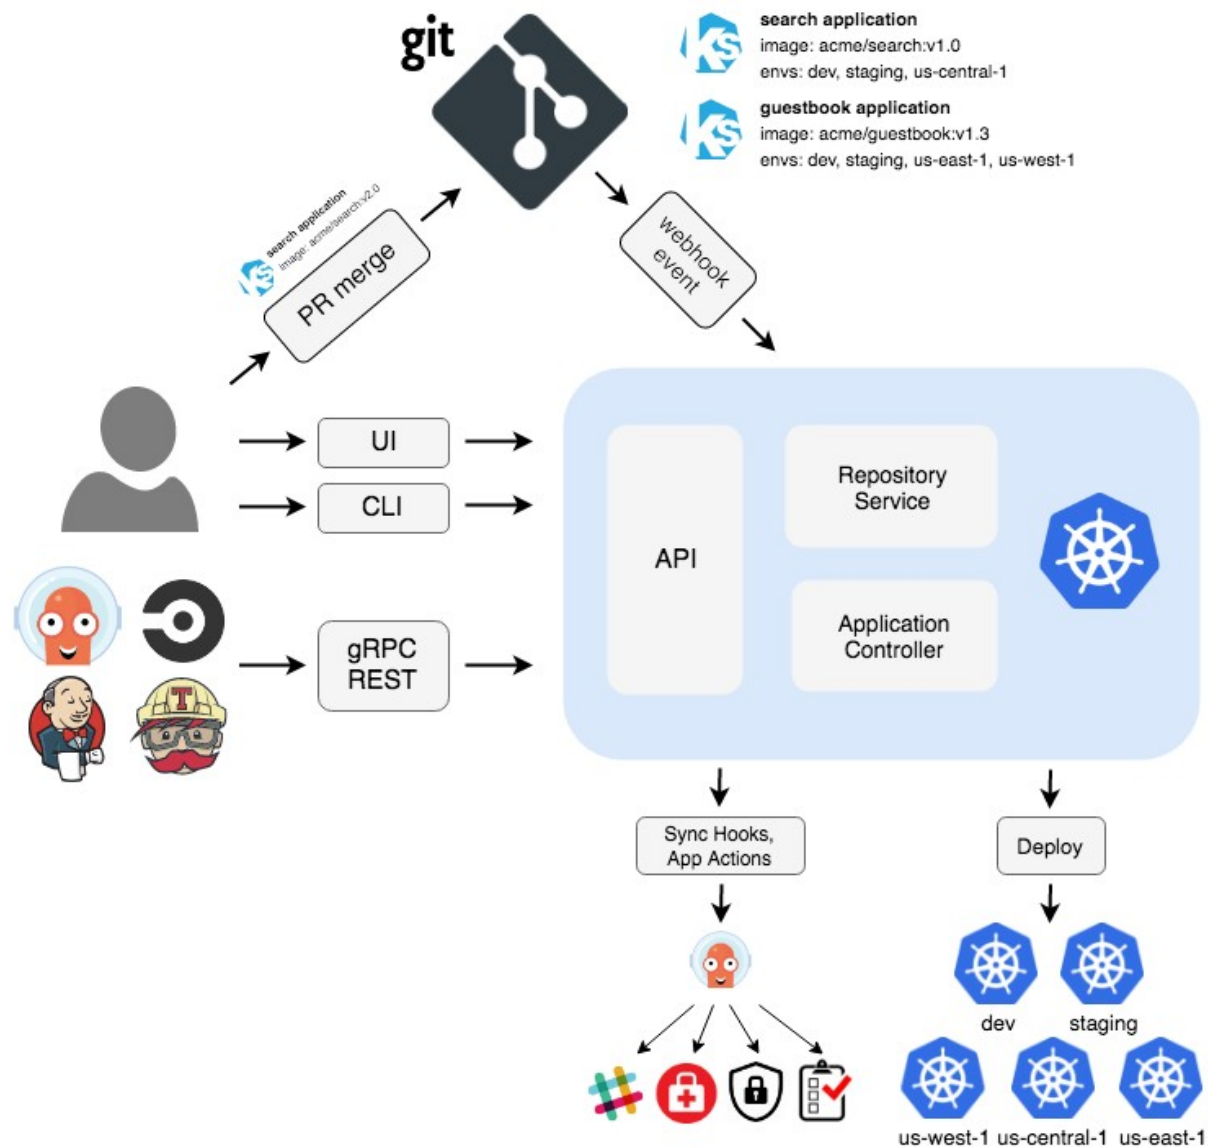 git
search application
image: acme/search:v1.0
envs: dev, staging, us-central-1
guestbook application
image: acme/guestbook:v1.3
envs: dev, staging, us-east-1, us-west-1
Ks
Ks
search application
image: acme/search:v2.0
Ks
PR merge
webhook
event
UI
CLI
gRPC
REST
T
API
Repository
Service
Application
Controller
Sync Hooks,
App Actions
Deploy
dev
staging
us-west-1
us-central-1
us-east-1